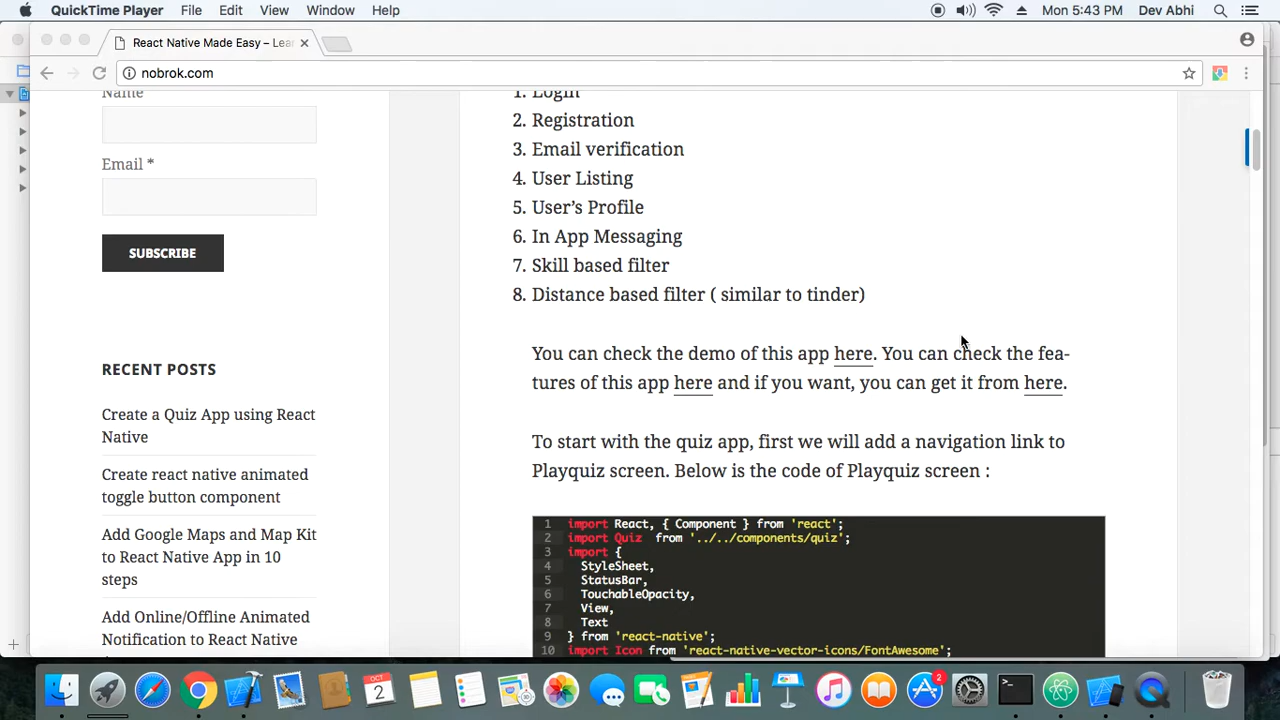 QuickTime Player File Edit View Window Help Mon 5:43 PM Dev Abhi
React Native Made Easy – Lea
nobrok.com
Name
Email *
SUBSCRIBE
RECENT POSTS
Create a Quiz App using React
Native
Create react native animated
toggle button component
Add Google Maps and Map Kit
to React Native App in 10
steps
Add Online/Offline Animated
Notification to React Native
1. Login
2. Registration
3. Email verification
4. User Listing
5. User’s Profile
6. In App Messaging
7. Skill based filter
8. Distance based filter ( similar to tinder)
You can check the demo of this app here. You can check the fea-
tures of this app here and if you want, you can get it from here.
To start with the quiz app, first we will add a navigation link to
Playquiz screen. Below is the code of Playquiz screen :
1 import React, { Component } from 'react';
2 import Quiz from '../../components/quiz';
3 import {
4 StyleSheet,
5 StatusBar,
6 TouchableOpacity,
7 View,
8 Text
9 } from 'react-native';
10 import Icon from 'react-native-vector-icons/FontAwesome';
OCT
2
2